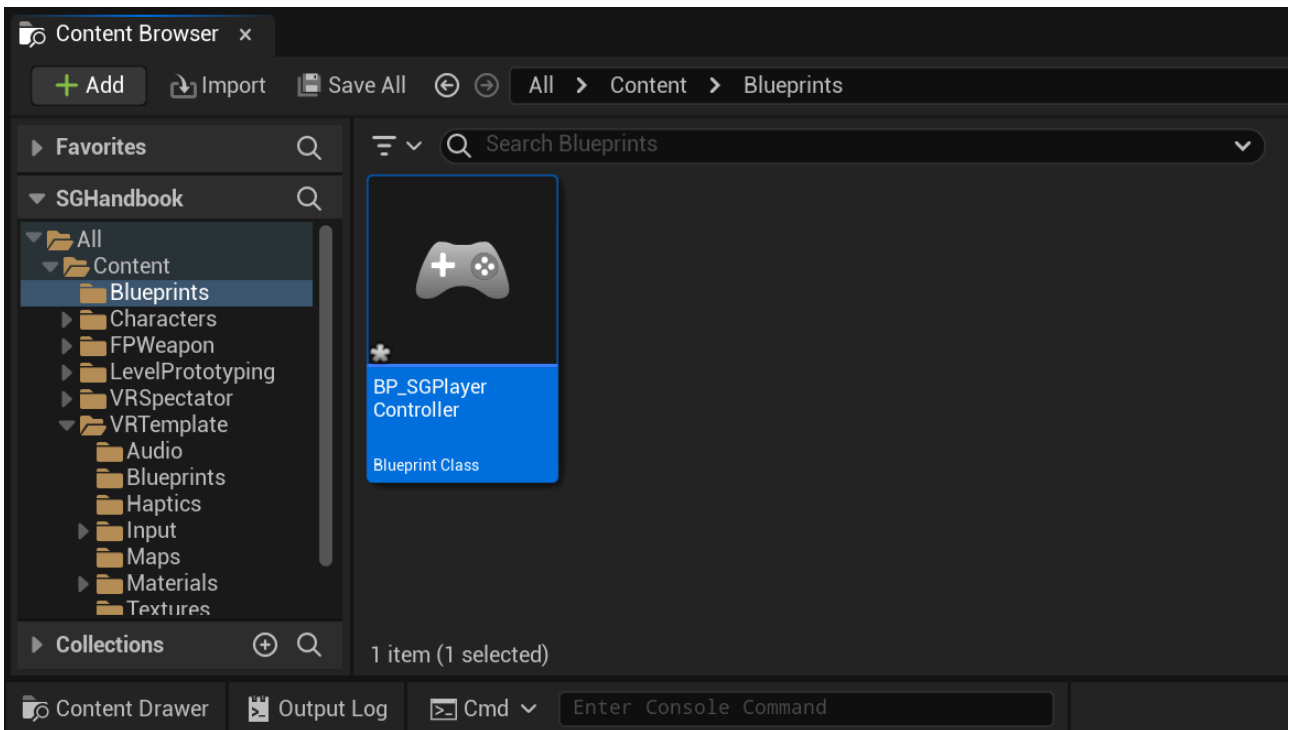 Content Browser
Add Import Save All All Content Blueprints
Favorites
Search Blueprints
SGHandbook
All
Content
Blueprints
Characters
FPWeapon
LevelPrototyping
VRSpectator
VRTemplate
Audio
Blueprints
Haptics
Input
Maps
Materials
Textures
Collections
BP_SGPlayer
Controller
Blueprint Class
1 item (1 selected)
Content Drawer Output Log Cmd Enter Console Command